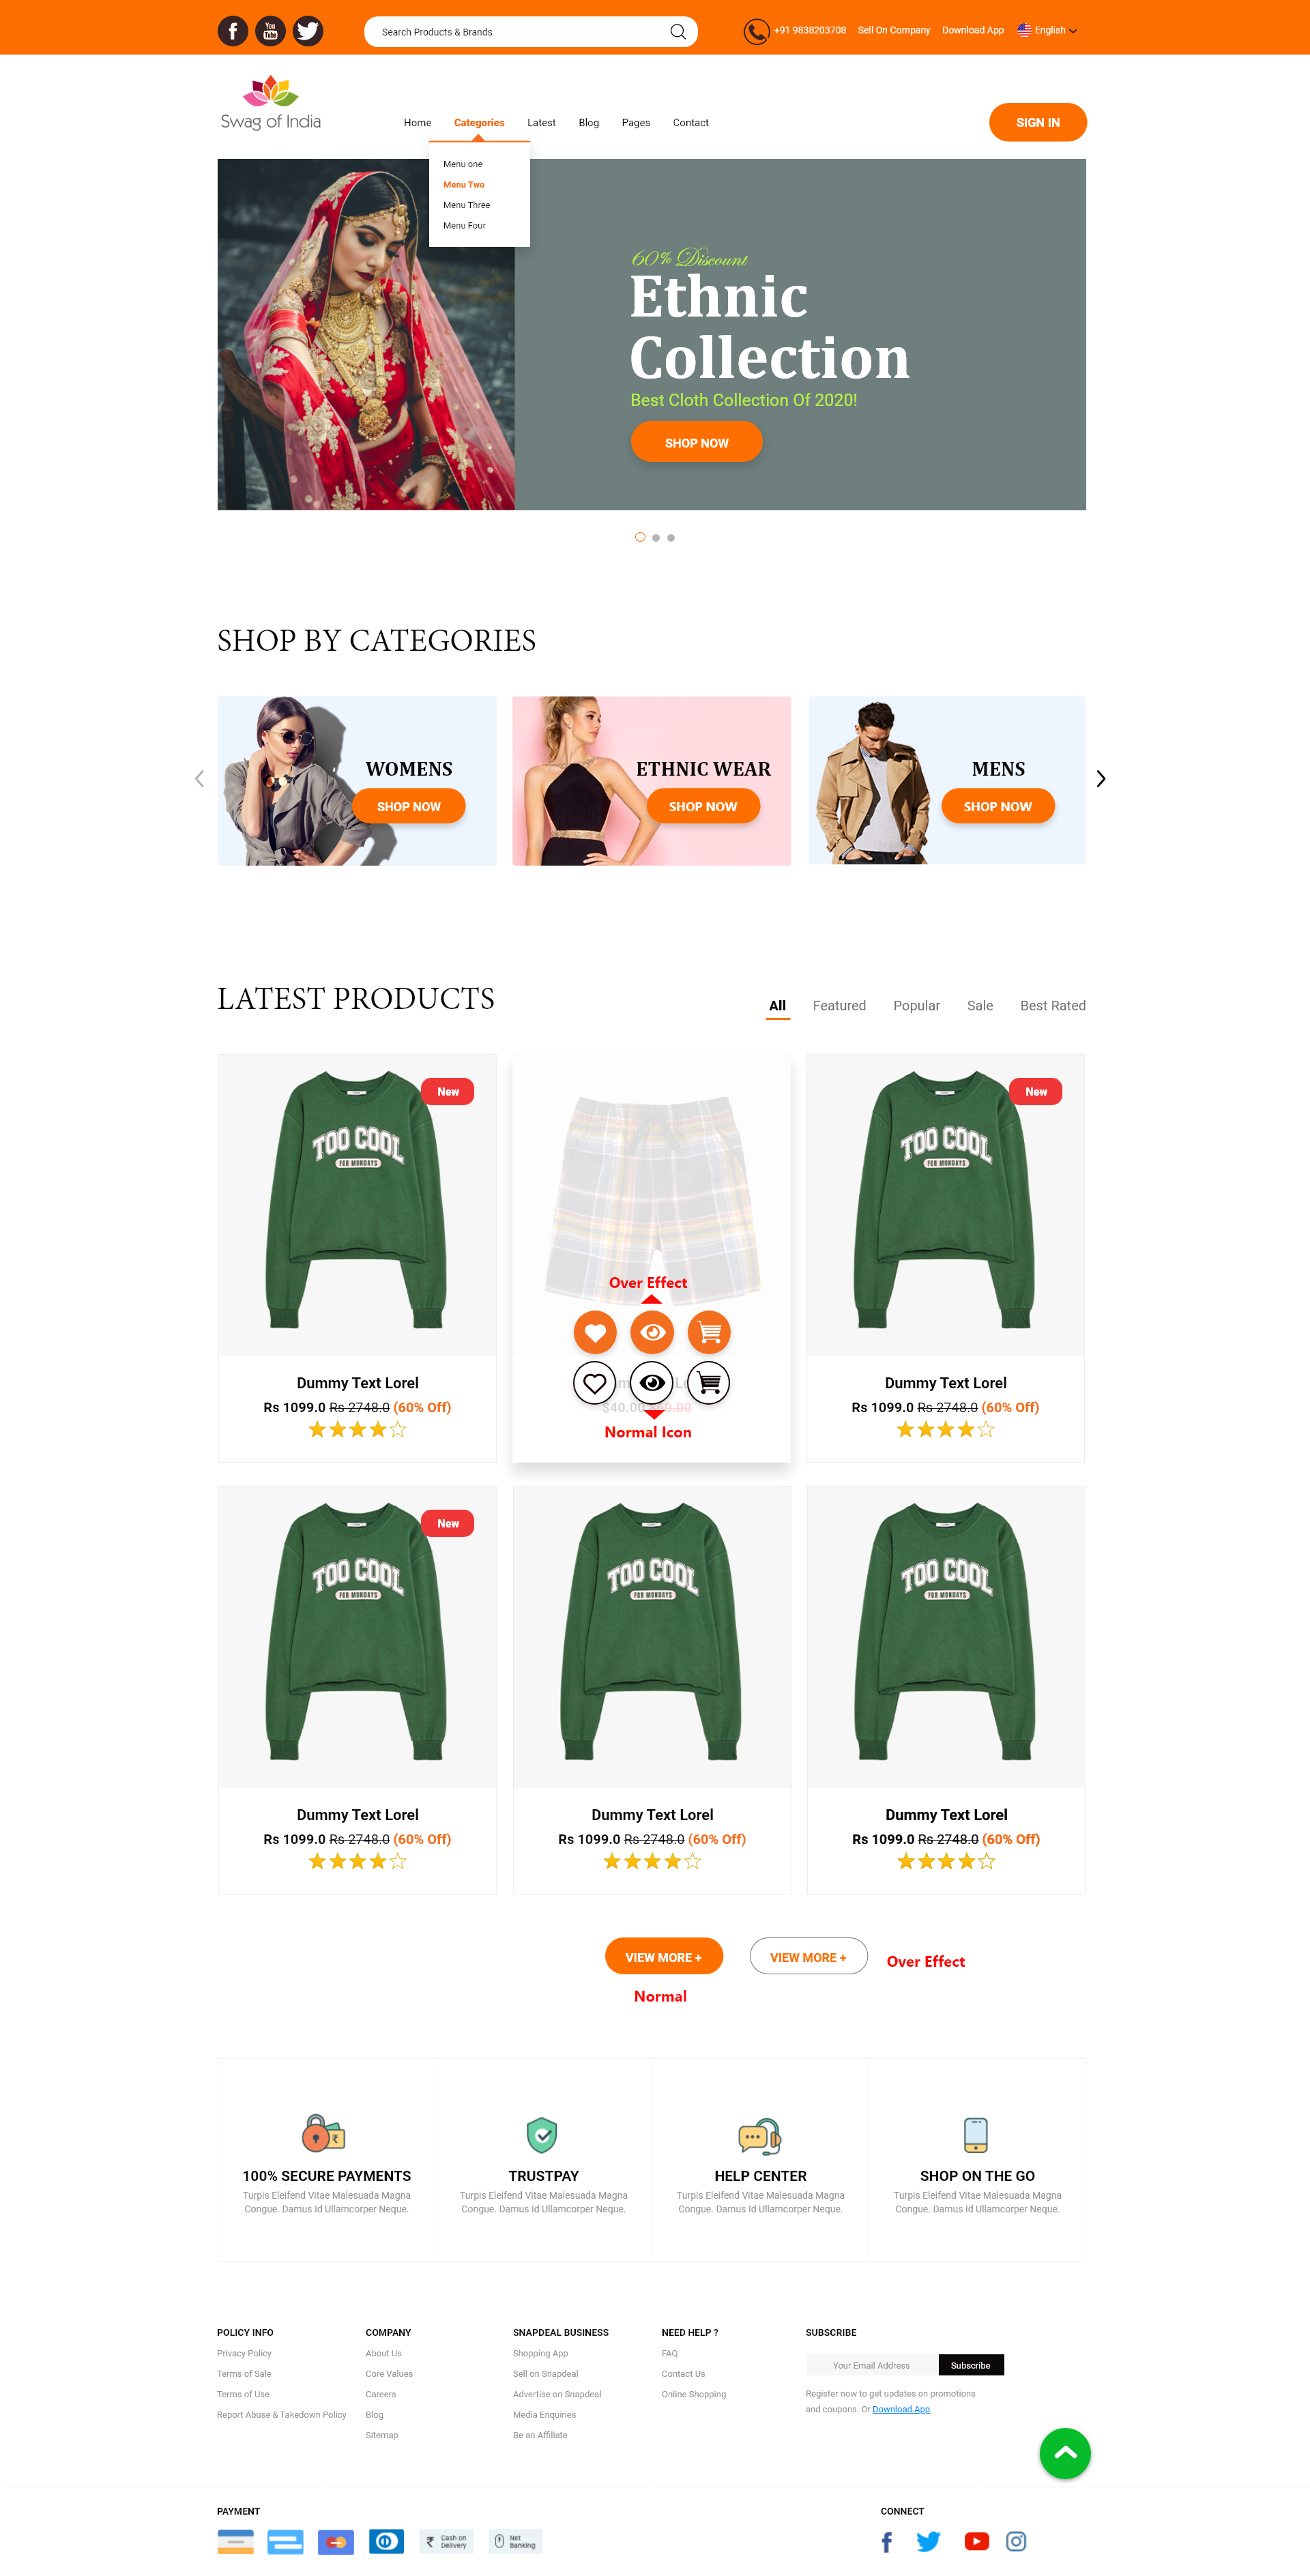 You
Tube
Search Products & Brands
+91 9838203708 Sell On Company Download App English
Swag of India
Home Categories Latest Blog Pages Contact
SIGN IN
Menu one
Menu Two
Menu Three
Menu Four
60% Discount
Ethnic
Collection
Best Cloth Collection Of 2020!
SHOP NOW
SHOP BY CATEGORIES
WOMENS
SHOP NOW
ETHNIC WEAR
SHOP NOW
MENS
SHOP NOW
LATEST PRODUCTS
All Featured Popular Sale Best Rated
New
TOO COOL
FOR MONDAYS
Dummy Text Lorel
Rs 1099.0 Rs 2748.0 (60% Off)
Over Effect
$40.00
Normal Icon
New
TOO COOL
FOR MONDAYS
Dummy Text Lorel
Rs 1099.0 Rs 2748.0 (60% Off)
New
TOO COOL
FOR MONDAYS
Dummy Text Lorel
Rs 1099.0 Rs 2748.0 (60% Off)
TOO COOL
FOR MONDAYS
Dummy Text Lorel
Rs 1099.0 Rs 2748.0 (60% Off)
TOO COOL
FOR MONDAYS
Dummy Text Lorel
Rs 1099.0 Rs 2748.0 (60% Off)
VIEW MORE +
VIEW MORE +
Over Effect
Normal
100% SECURE PAYMENTS
Turpis Eleifend Vitae Malesuada Magna
Congue. Damus Id Ullamcorper Neque.
TRUSTPAY
Turpis Eleifend Vitae Malesuada Magna
Congue. Damus Id Ullamcorper Neque.
HELP CENTER
Turpis Eleifend Vitae Malesuada Magna
Congue. Damus Id Ullamcorper Neque.
SHOP ON THE GO
Turpis Eleifend Vitae Malesuada Magna
Congue. Damus Id Ullamcorper Neque.
POLICY INFO
Privacy Policy
Terms of Sale
Terms of Use
Report Abuse & Takedown Policy
COMPANY
About Us
Core Values
Careers
Blog
Sitemap
SNAPDEAL BUSINESS
Shopping App
Sell on Snapdeal
Advertise on Snapdeal
Media Enquiries
Be an Affiliate
NEED HELP ?
FAQ
Contact Us
Online Shopping
SUBSCRIBE
Your Email Address
Subscribe
Register now to get updates on promotions
and coupons. Or Download App
PAYMENT
₹ Cash on
Delivery
Net
Banking
CONNECT